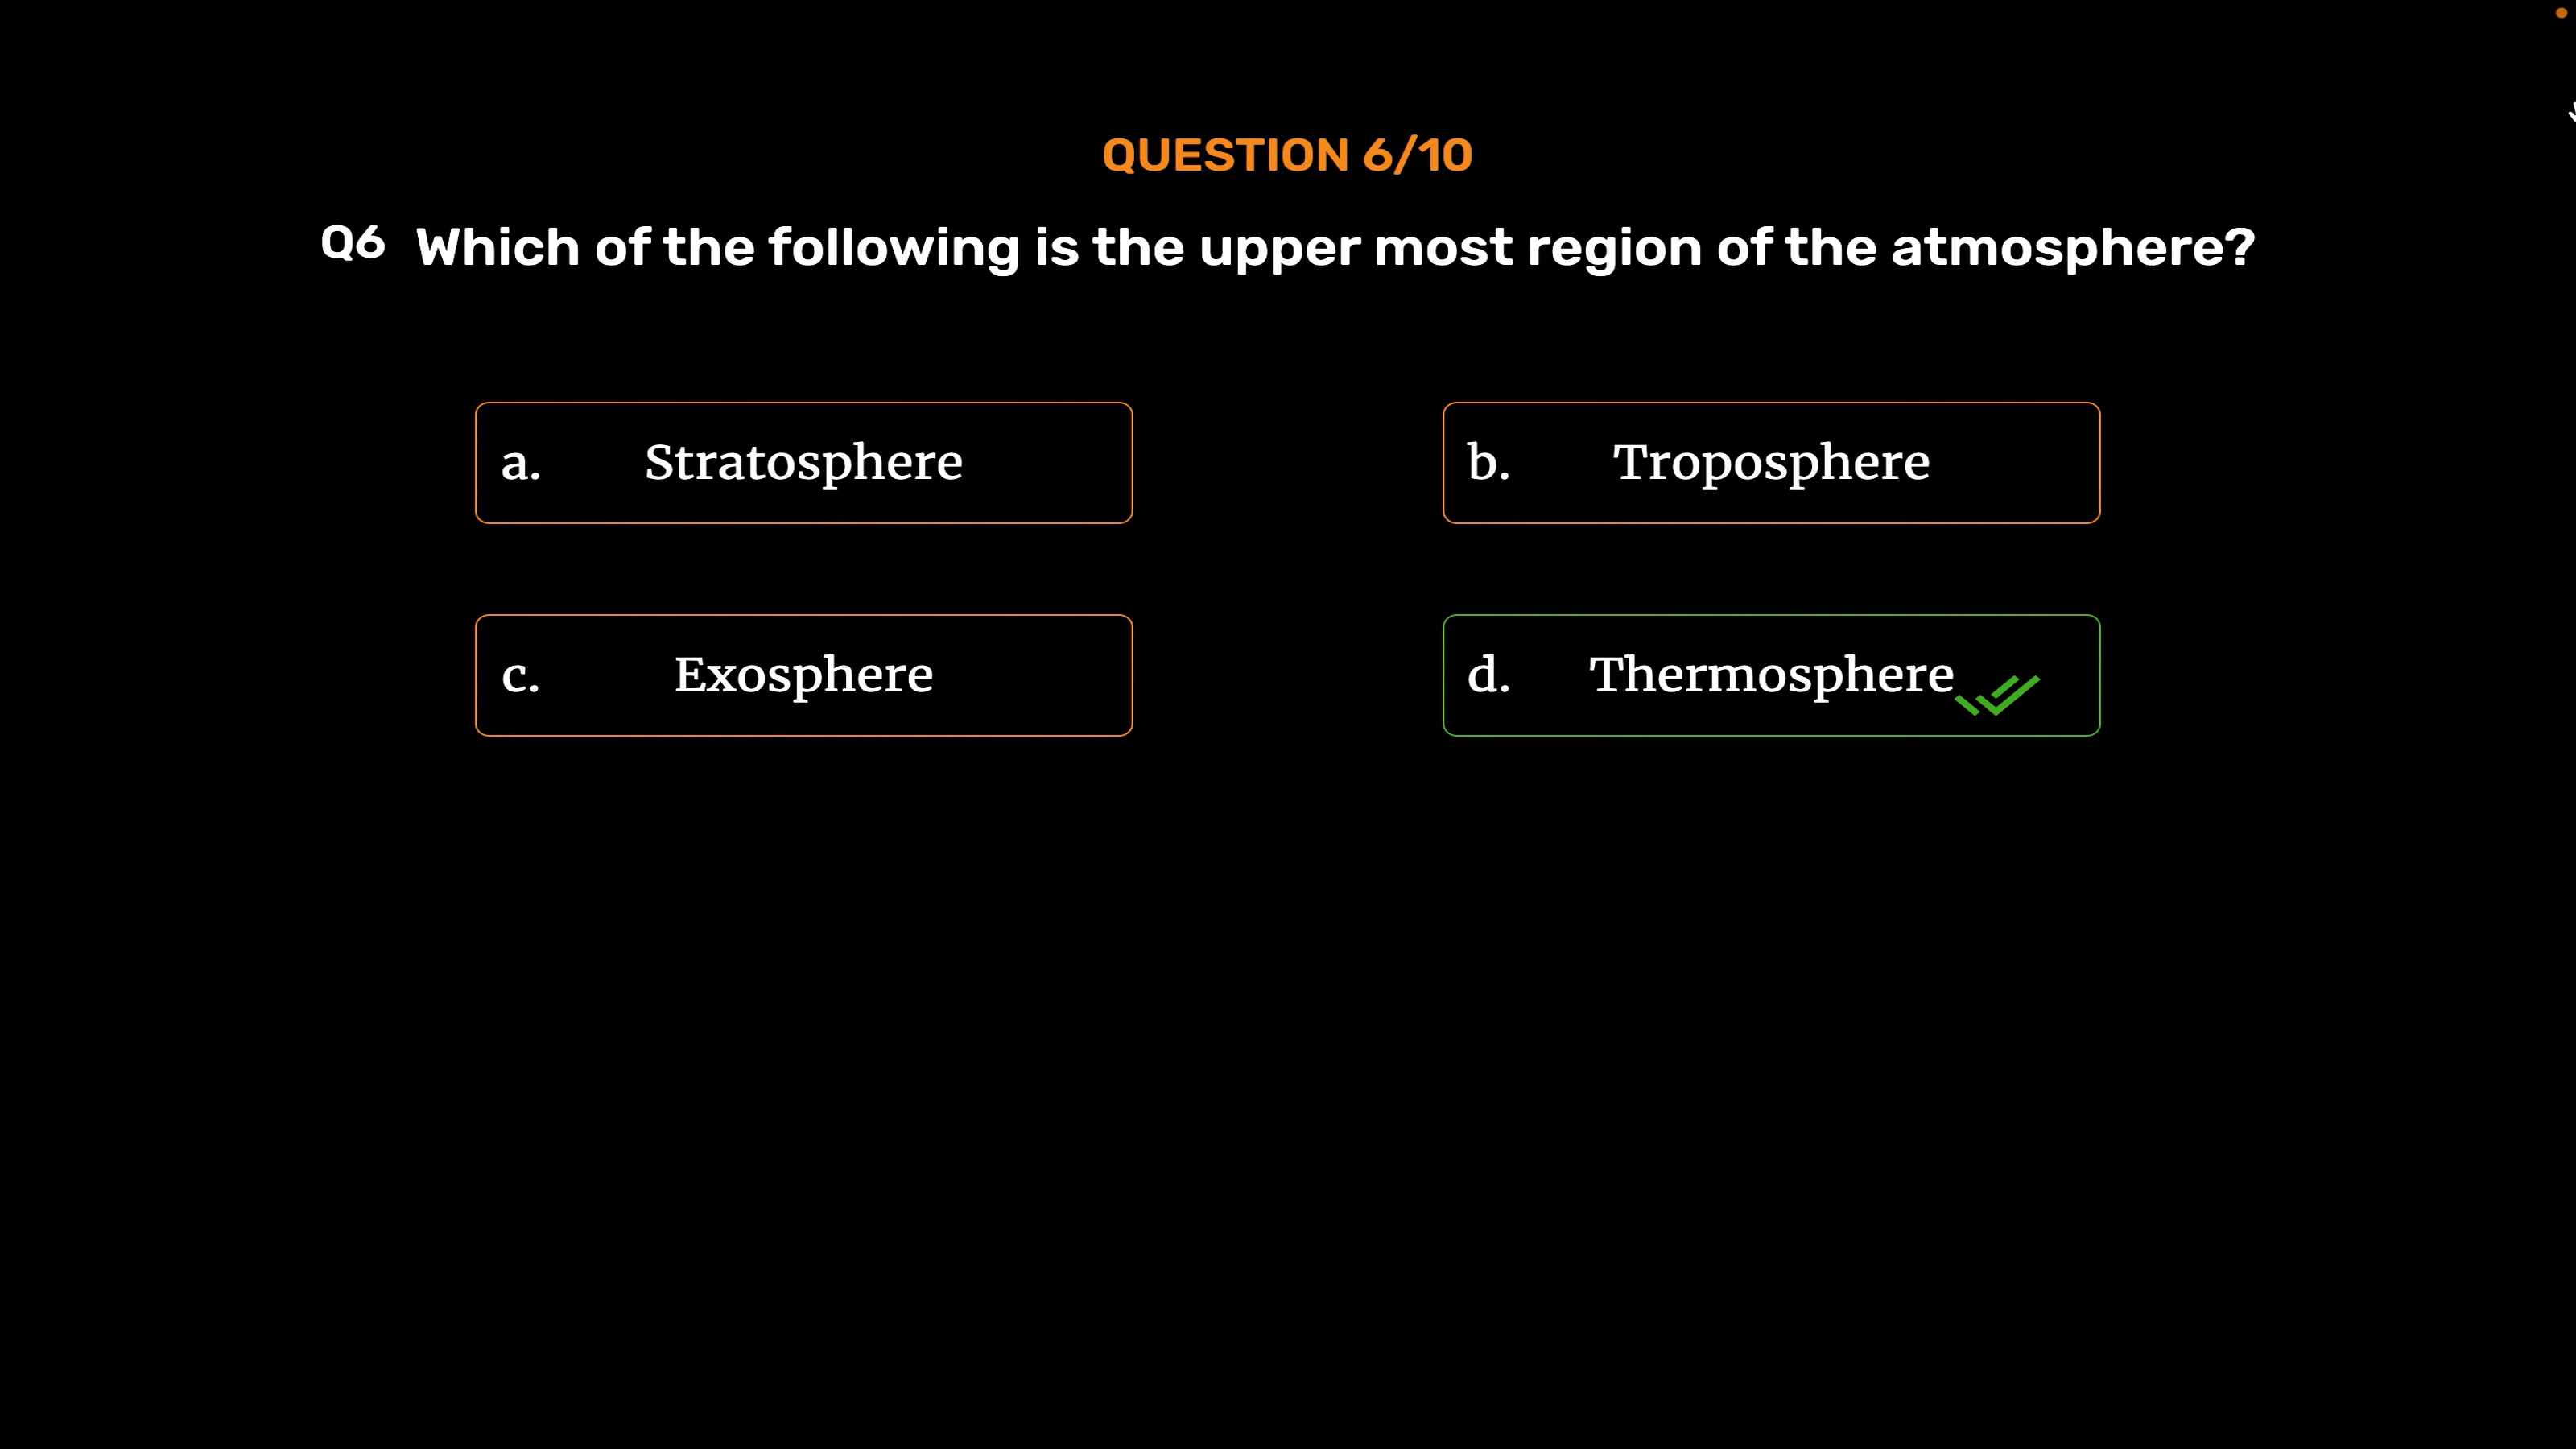 QUESTION 6/10
Q6 Which of the following is the upper most region of the atmosphere?
a. Stratosphere
b. Troposphere
c. Exosphere
d. Thermosphere